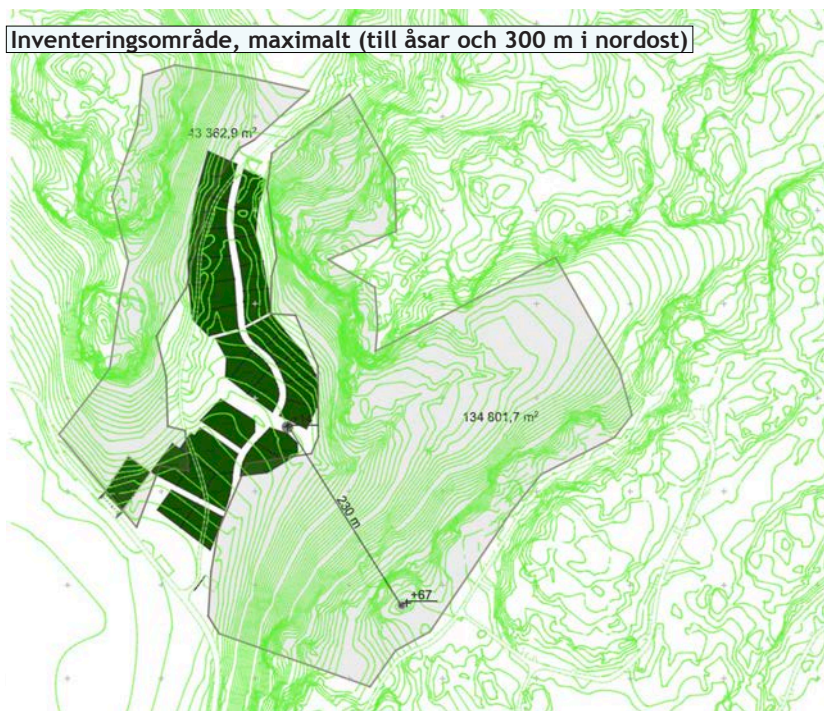 Inventeringsområde, maximalt (till åsar och 300 m i nordost)
43 362,9 m²
134 801,7 m²
230 m
+67